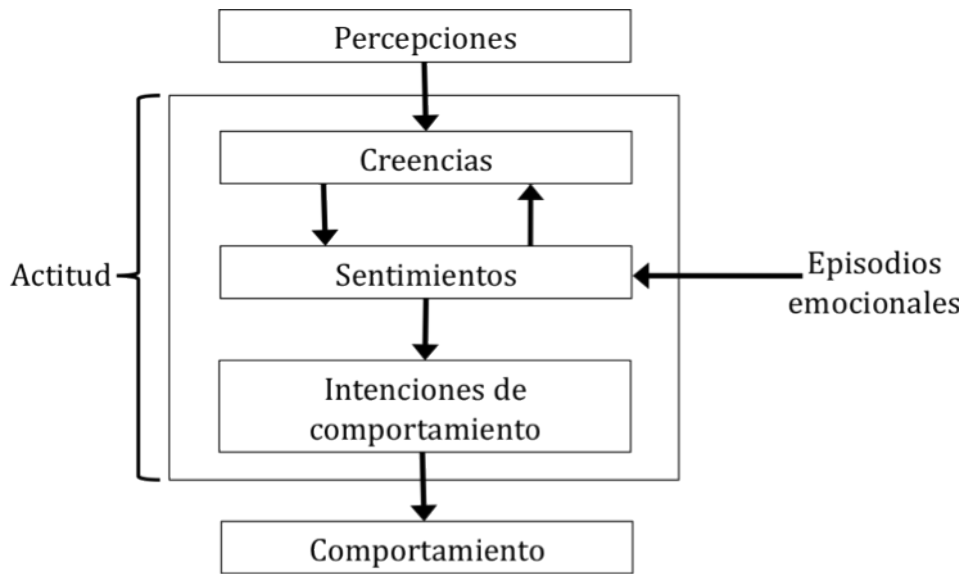 Percepciones
Creencias
Actitud
Sentimientos
Episodios
emocionales
Intenciones de
comportamiento
Comportamiento